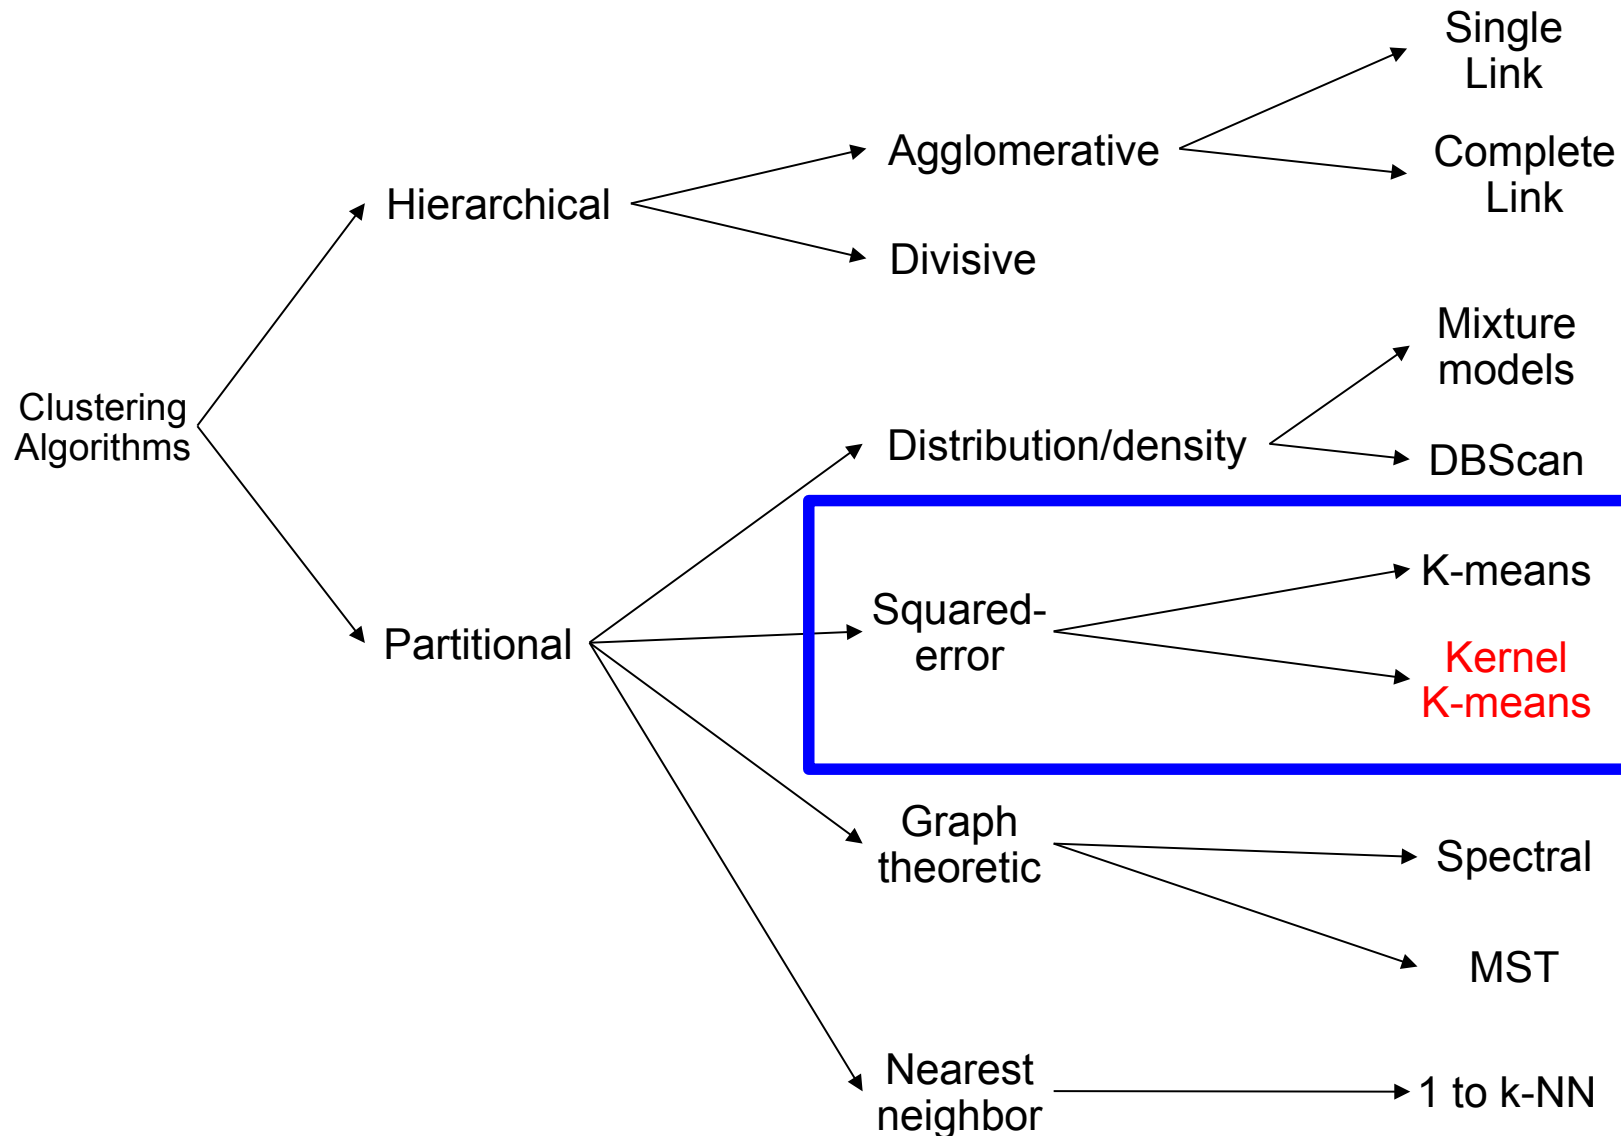 Single
Link
Agglomerative
Complete
Link
Hierarchical
Divisive
Mixture
models
Clustering
Algorithms
Distribution/density
DBScan
K-means
Squared-
error
Partitional
Kernel
K-means
Graph
theoretic
Spectral
MST
Nearest
neighbor
1 to k-NN